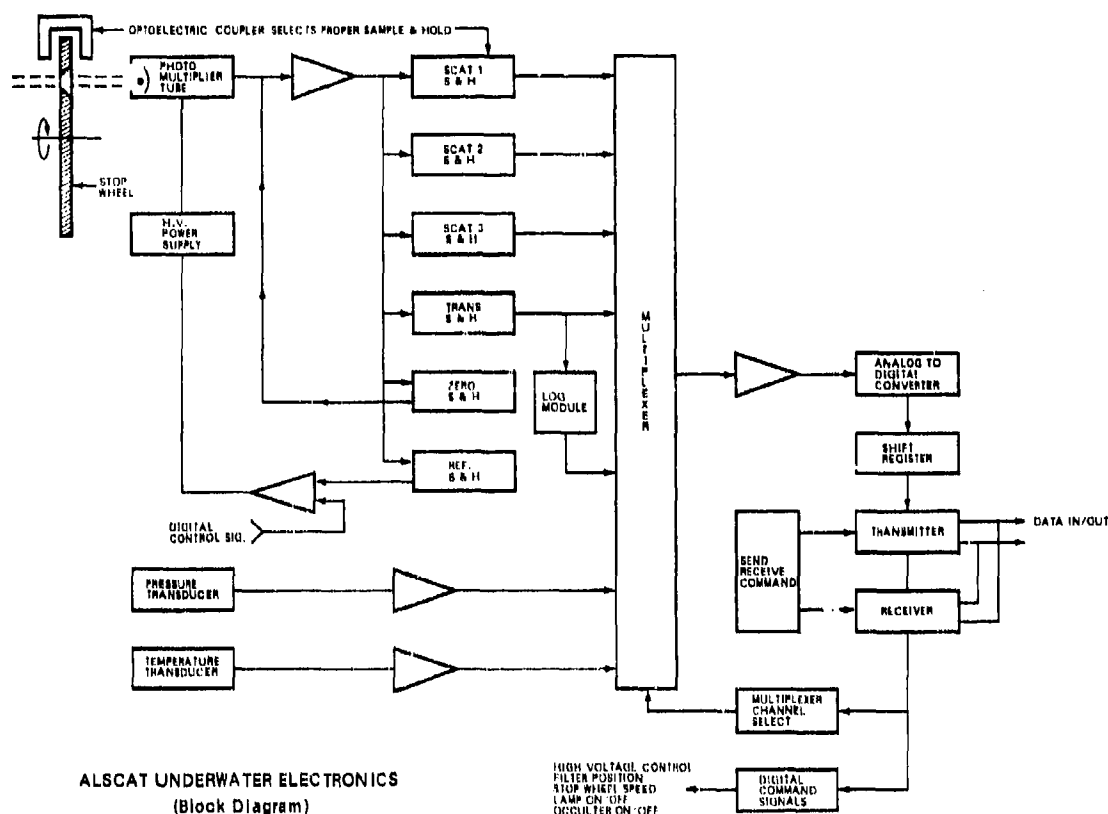 OPTOELECTRIC COUPLER SELECTS PROPER SAMPLE & HOLD
PHOTO
MULTIPLIER
TUBE
SCAT 1
S & H
SCAT 2
S & H
STOP
WHEEL
H.V.
POWER
SUPPLY
SCAT 3
S & H
TRANS
S & H
LOG
MODULE
ZERO
S & H
REF.
S & H
MULTIPLEXER
ANALOG TO
DIGITAL
CONVERTER
SHIFT
REGISTER
DIGITAL
CONTROL SIG.
TRANSMITTER
DATA IN/OUT
SEND
RECEIVE
COMMAND
RECEIVER
PRESSURE
TRANSDUCER
TEMPERATURE
TRANSDUCER
MULTIPLEXER
CHANNEL
SELECT
HIGH VOLTAGE CONTROL
FILTER POSITION
STOP WHEEL SPEED
LAMP ON 'OFF
OCCULTER ON 'OFF
DIGITAL
COMMAND
SIGNALS
ALSCAT UNDERWATER ELECTRONICS
(Block Diagram)